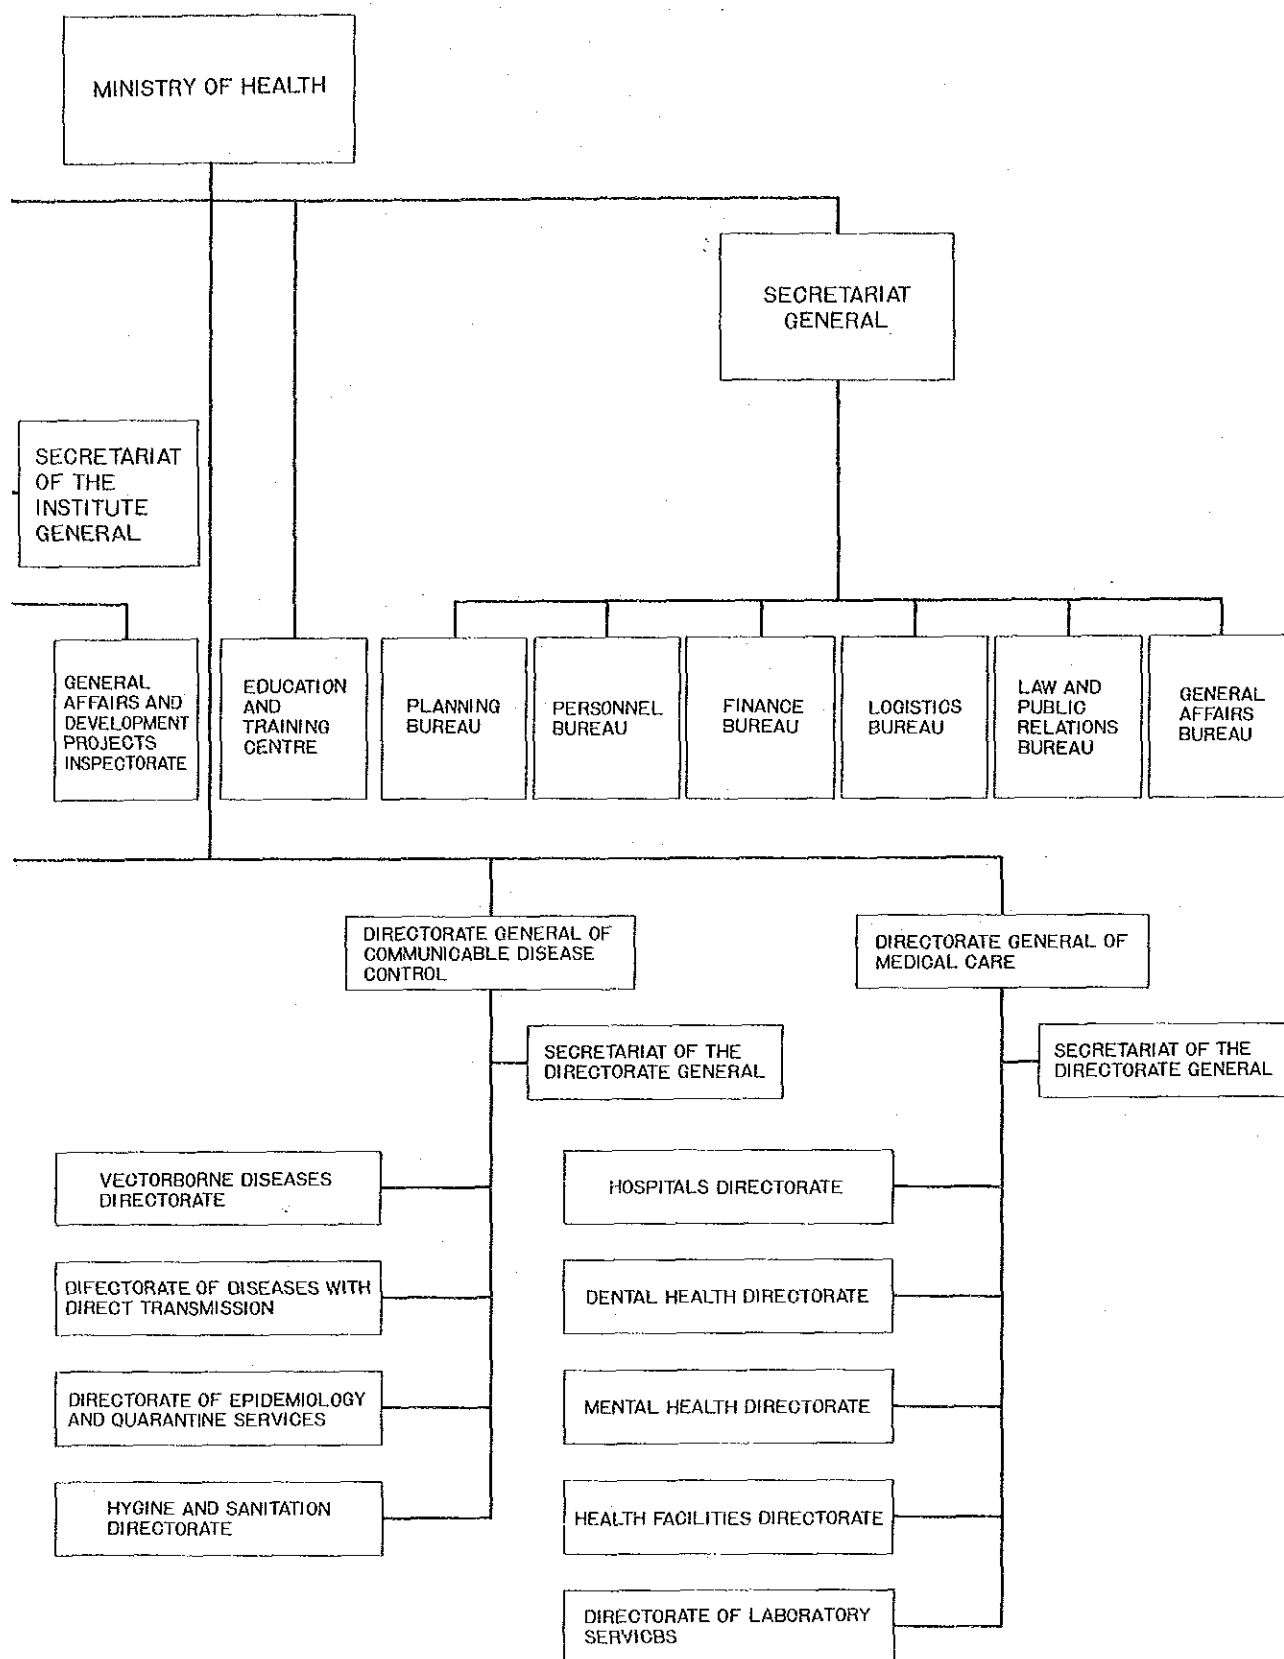 MINISTRY OF HEALTH
SECRETARIAT
GENERAL
SECRETARIAT
OF THE
INSTITUTE
GENERAL
GENERAL
AFFAIRS AND
DEVELOPMENT
PROJECTS
INSPECTORATE
EDUCATION
AND
TRAINING
CENTRE
PLANNING
BUREAU
PERSONNEL
BUREAU
FINANCE
BUREAU
LOGISTICS
BUREAU
LAW AND
PUBLIC
RELATIONS
BUREAU
GENERAL
AFFAIRS
BUREAU
DIRECTORATE GENERAL OF
COMMUNICABLE DISEASE
CONTROL
DIRECTORATE GENERAL OF
MEDICAL CARE
SECRETARIAT OF THE
DIRECTORATE GENERAL
SECRETARIAT OF THE
DIRECTORATE GENERAL
VECTORBORNE DISEASES
DIRECTORATE
DIFECTORATE OF DISEASES WITH
DIRECT TRANSMISSION
DIRECTORATE OF EPIDEMIOLOGY
AND QUARANTINE SERVICES
HYGINE AND SANITATION
DIRECTORATE
HOSPITALS DIRECTORATE
DENTAL HEALTH DIRECTORATE
MENTAL HEALTH DIRECTORATE
HEALTH FACILITIES DIRECTORATE
DIRECTORATE OF LABORATORY
SERVICBS